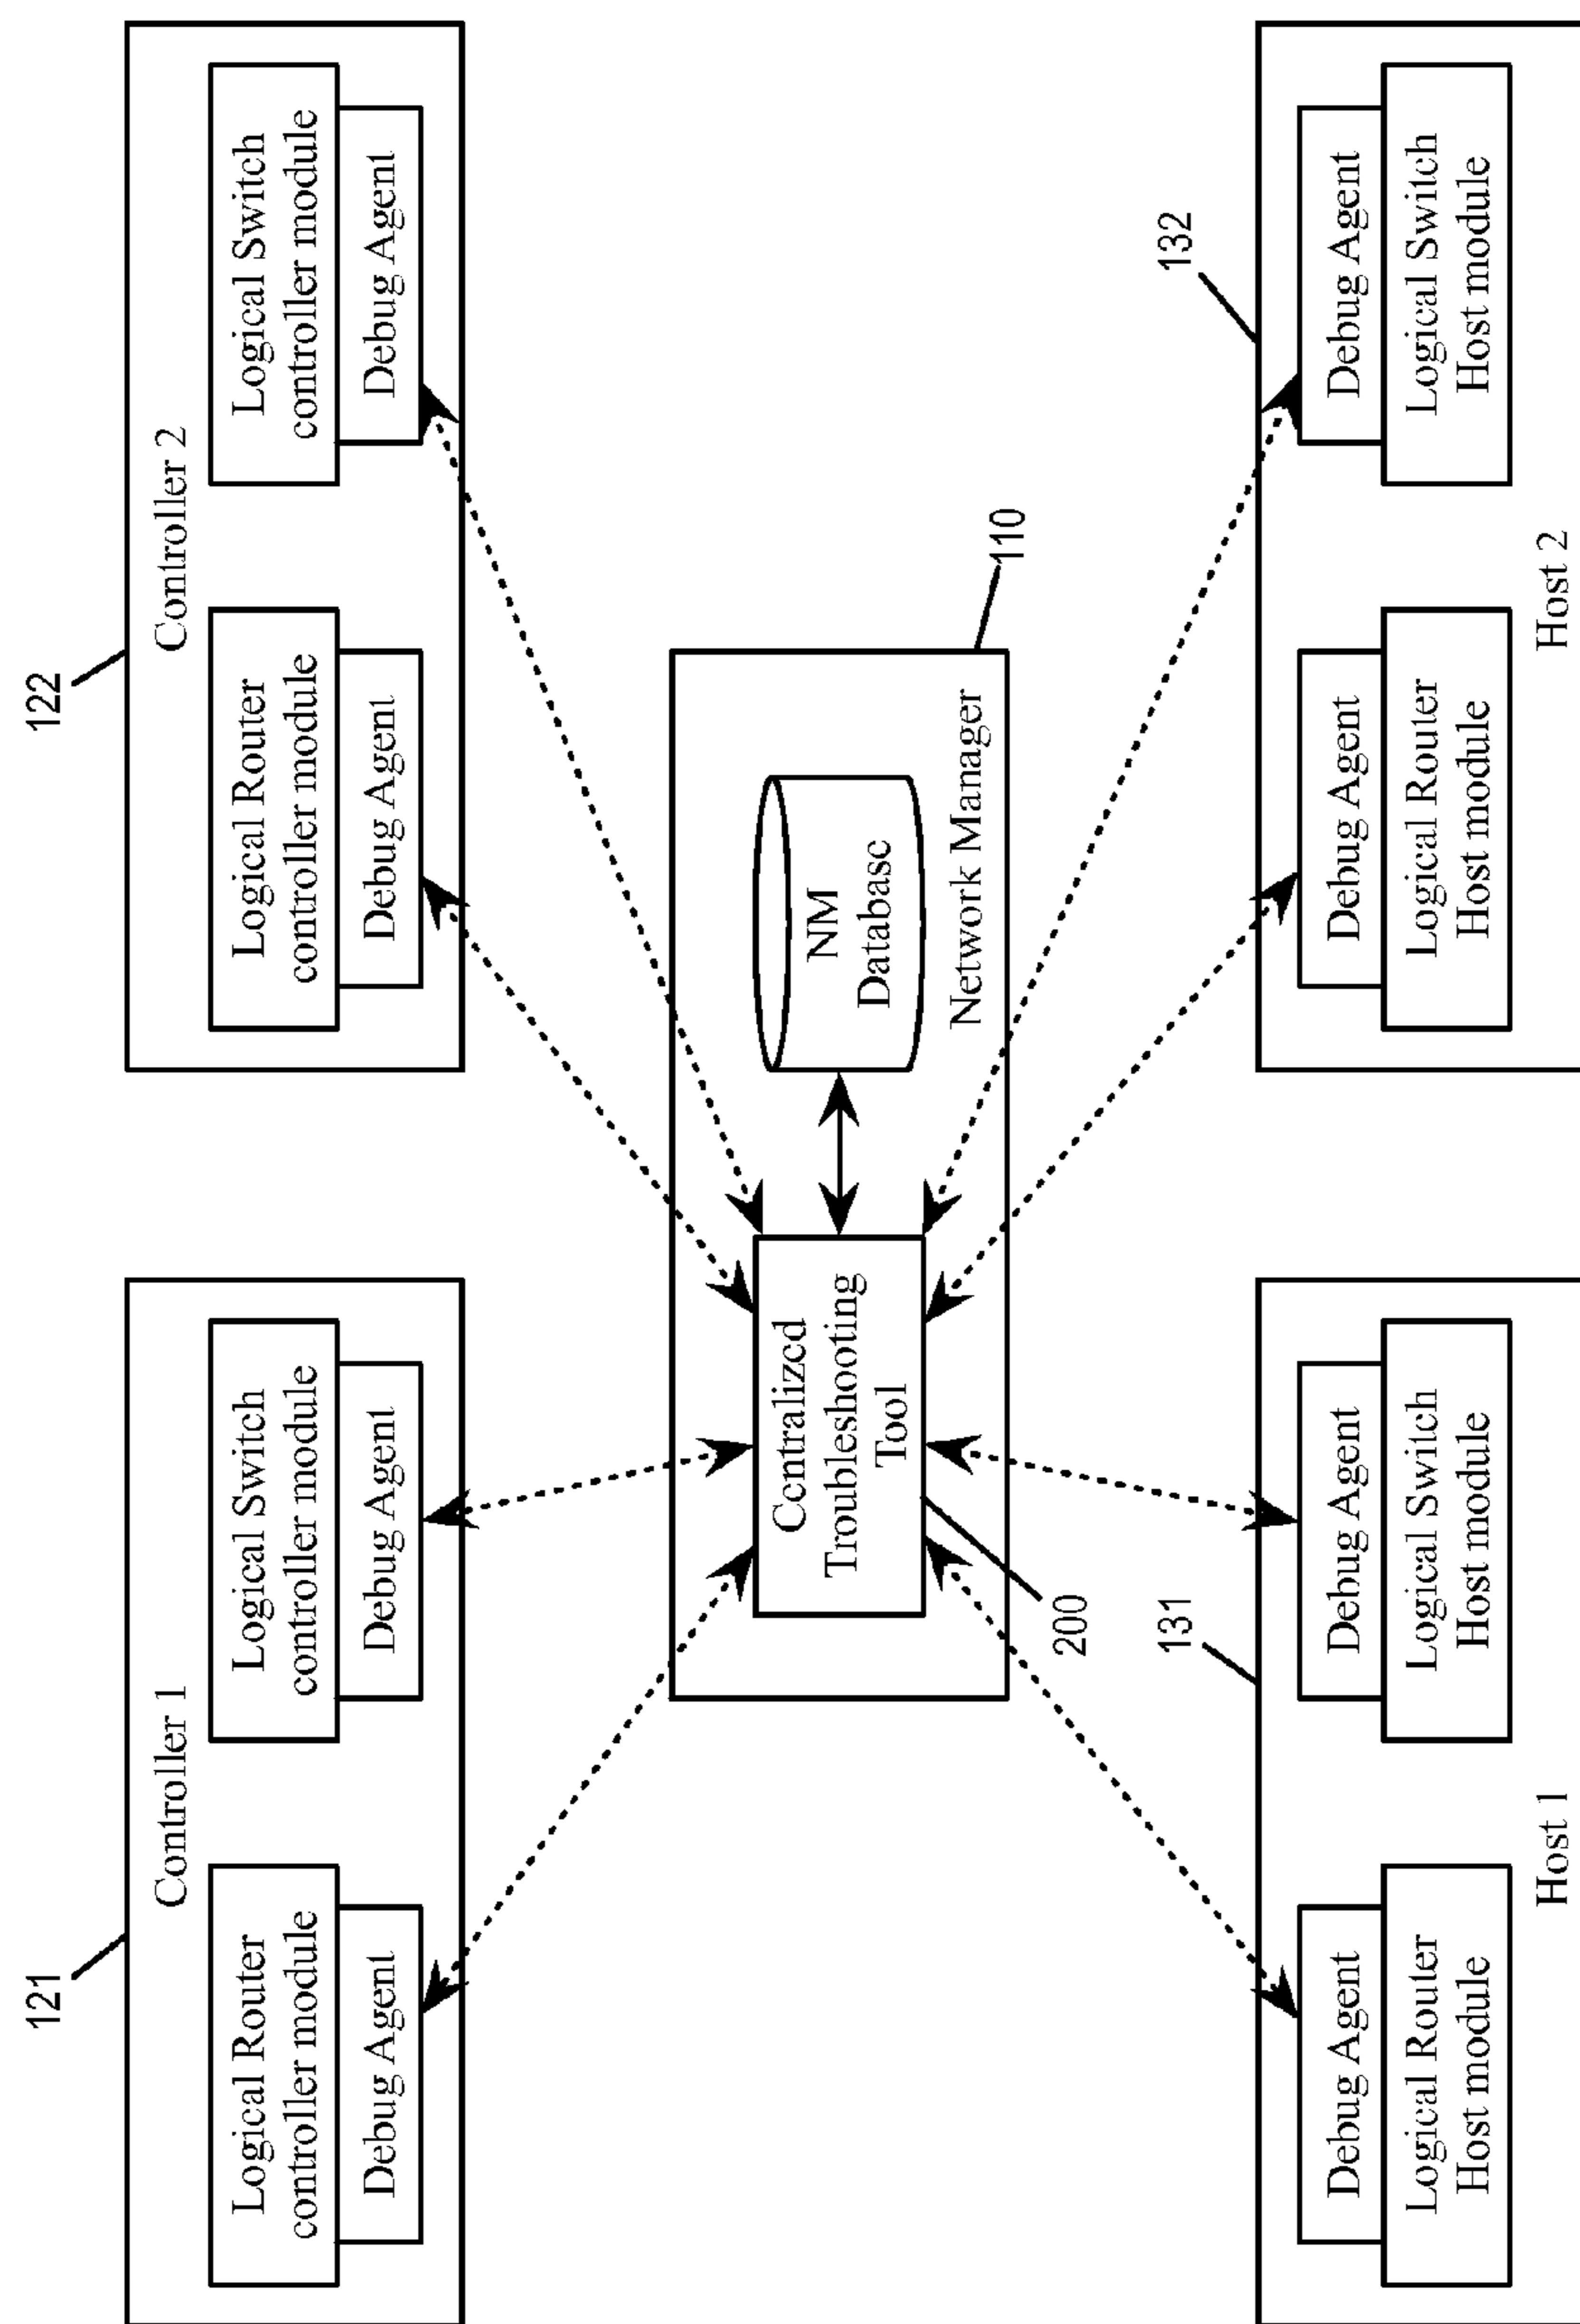 121
122
Controller 1
Controller 2
Logical Router
controller module
Debug Agent
Logical Switch
controller module
Debug Agent
Logical Router
controller module
Debug Agent
Logical Switch
controller module
Debug Agent
Centralized
Troubleshooting
Tool
NM
Database
Network Manager
110
200
131
132
Debug Agent
Logical Router
Host module
Debug Agent
Logical Switch
Host module
Debug Agent
Logical Router
Host module
Debug Agent
Logical Switch
Host module
Host 1
Host 2